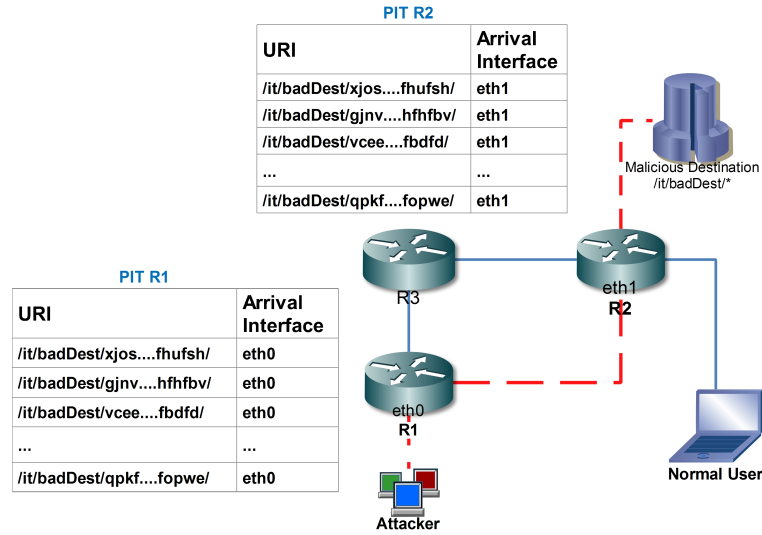 PIT R2
URI Arrival Interface
/it/badDest/xjos....fhufsh/ eth1
/it/badDest/gjnv....hfhfbv/ eth1
/it/badDest/vcee....fbdfd/ eth1
... ...
/it/badDest/qpkf....fopwe/ eth1
Malicious Destination
/it/badDest/*
R3
eth1
R2
PIT R1
URI Arrival Interface
/it/badDest/xjos....fhufsh/ eth0
/it/badDest/gjnv....hfhfbv/ eth0
/it/badDest/vcee....fbdfd/ eth0
... ...
/it/badDest/qpkf....fopwe/ eth0
eth0
R1
Normal User
Attacker